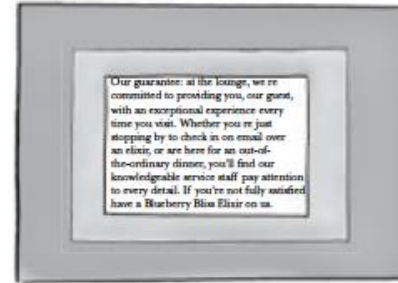 Our guarantee: at the lounge, we re
committed to providing you, our guest,
with an exceptional experience every
time you visit. Whether you re just
stopping by to check in on email over
an elixir, or are here for an out-of-
the-ordinary dinner, you'll find our
knowledgeable service staff pay attention
to every detail. If you're not fully satisfied
have a Blueberry Bliss Elixir on us.